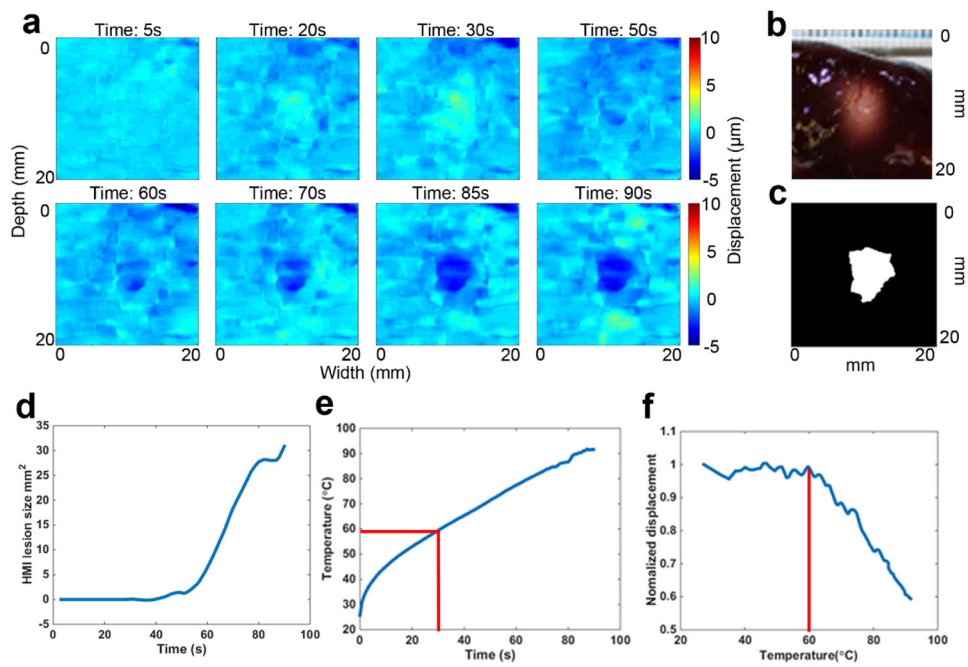 a
Time: 5s
Time: 20s
Time: 30s
Time: 50s
0
20
10
5
0
-5
Time: 60s
Time: 70s
Time: 85s
Time: 90s
0
20
10
5
0
-5
Depth (mm)
Displacement (µm)
0
20
0
20
0
20
0
20
Width (mm)
b
0
mm
20
c
0
mm
20
0
20
mm
d
HMI lesion size mm²
35
30
25
20
15
10
5
0
-5
0
20
40
60
80
100
Time (s)
e
Temperature (°C)
100
90
80
70
60
50
40
30
20
0
20
40
60
80
100
Time (s)
f
Nomalized displacement
1.1
1
0.9
0.8
0.7
0.6
0.5
20
40
60
80
100
Temperature(°C)